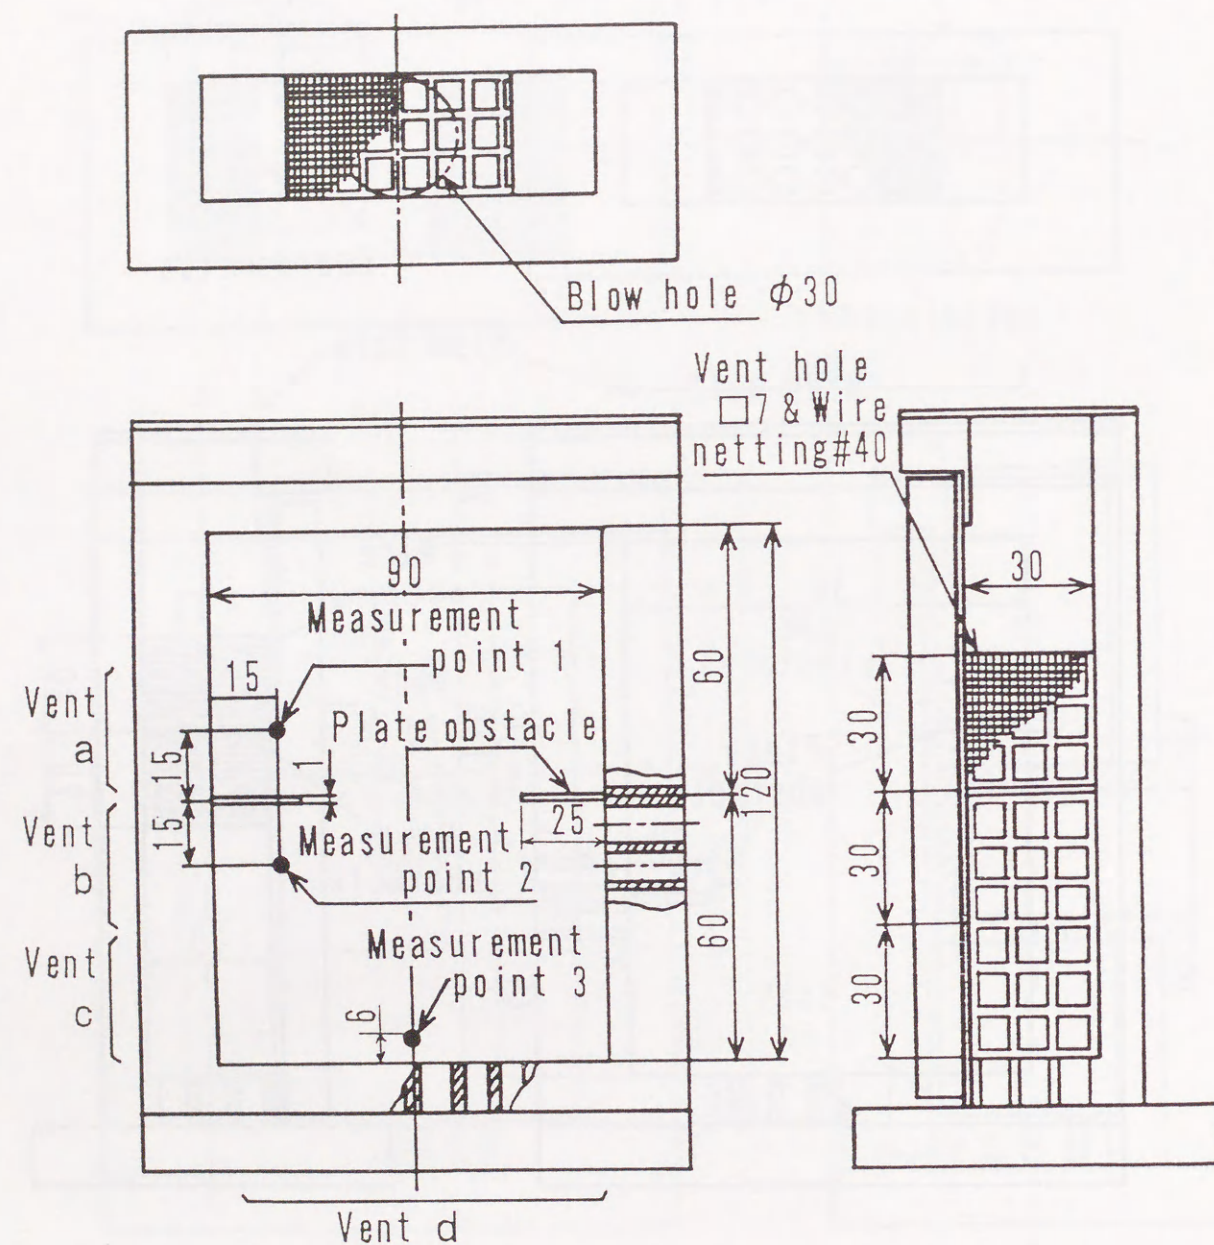 Blow hole φ30
Vent hole
□7 & Wire
netting#40
90
30
Measurement
point 1
15
60
120
Vent
a
30
15
1
Plate obstacle
25
15
Vent
b
Measurement
point 2
30
60
Measurement
point 3
Vent
c
6
30
Vent d